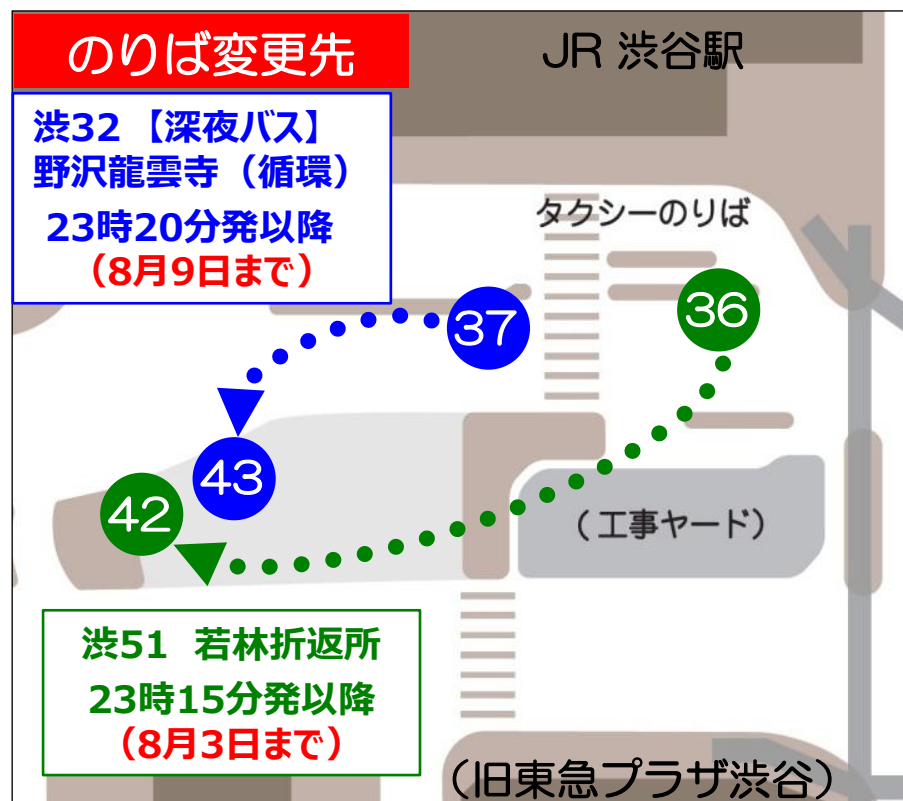 のりば変更先
JR 渋谷駅
渋32 【深夜バス】
野沢龍雲寺（循環）
23時20分発以降
（8月9日まで）
タクシーのりば
37
36
43
42
（工事ヤード）
渋51 若林折返所
23時15分発以降
（8月3日まで）
（旧東急プラザ渋谷）